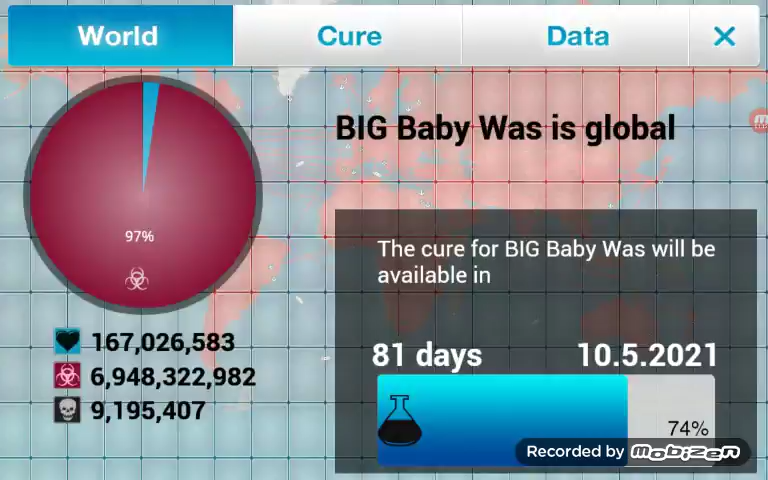 World
Cure
Data
×
BIG Baby Was is global
97%
The cure for BIG Baby Was will be
available in
81 days
10.5.2021
167,026,583
6,948,322,982
9,195,407
74%
Recorded by Mobizen